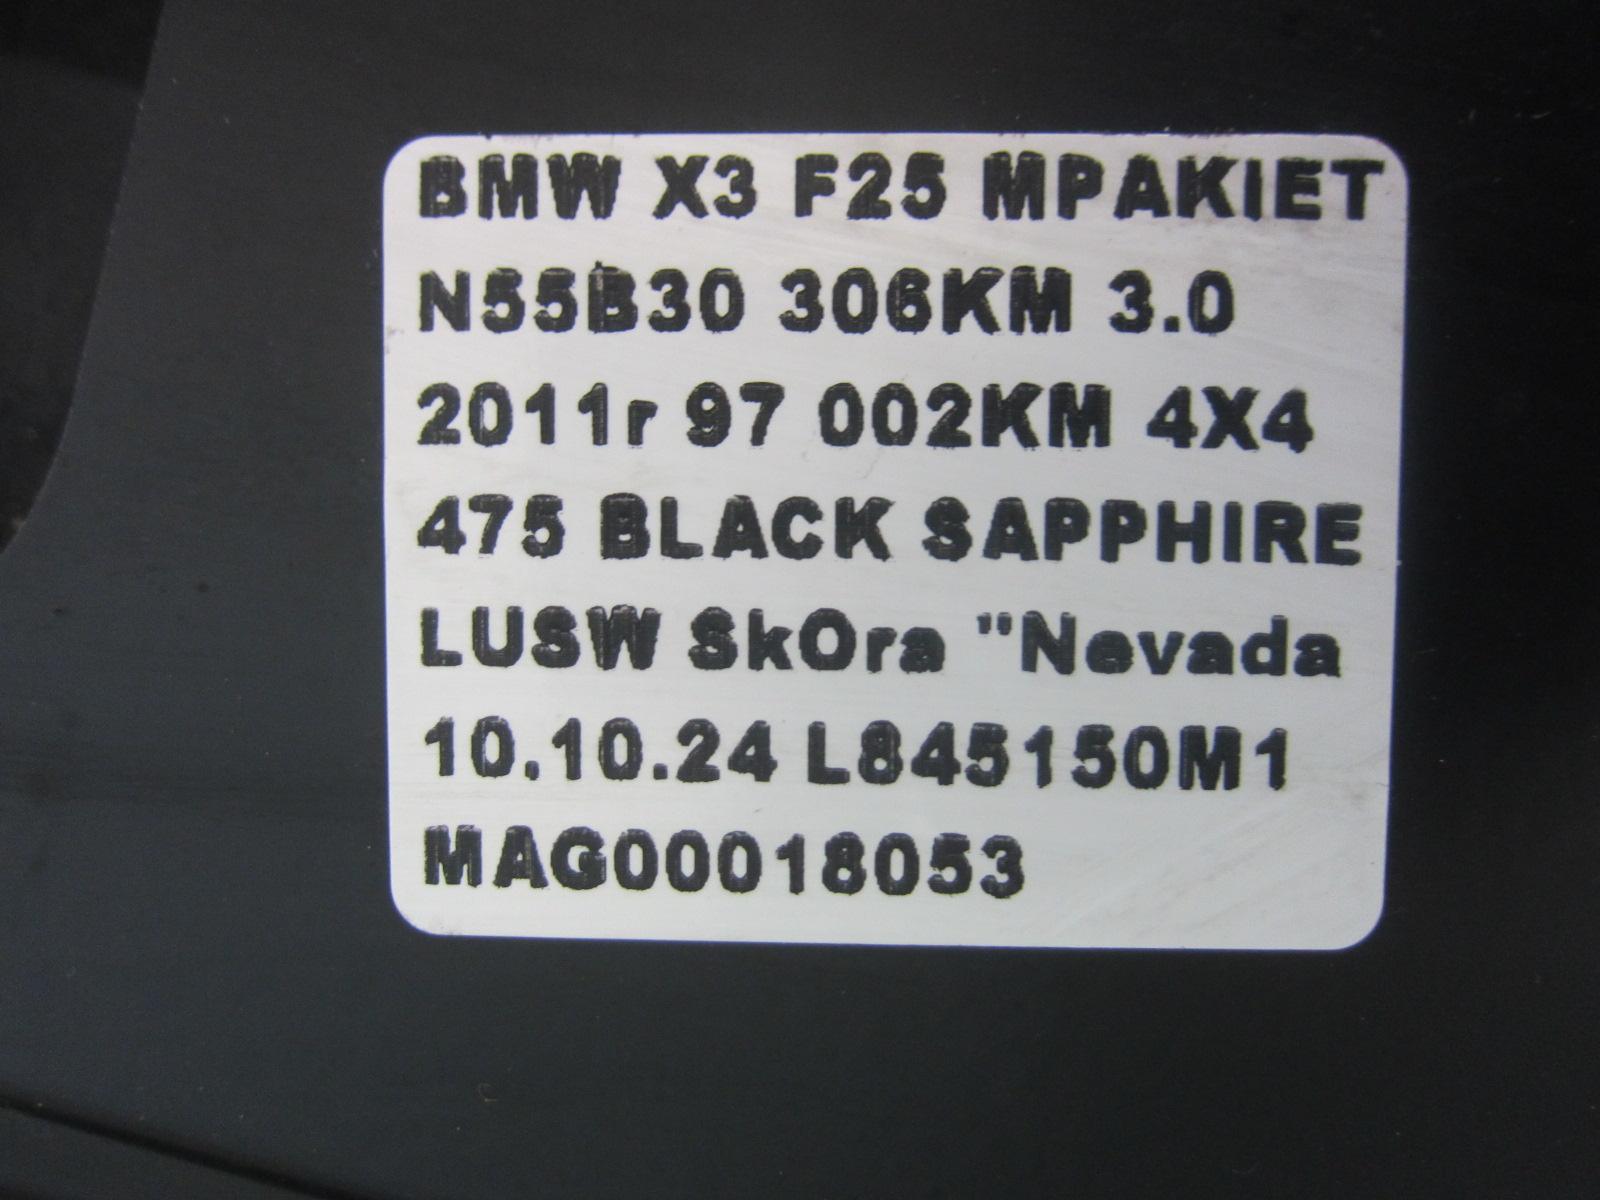 BMW X3 F25 MPAKIET
N55B30 306KM 3.0
2011r 97 002KM 4X4
475 BLACK SAPPHIRE
LUSW SkOra "Nevada
10.10.24 L845150M1
MAG00018053